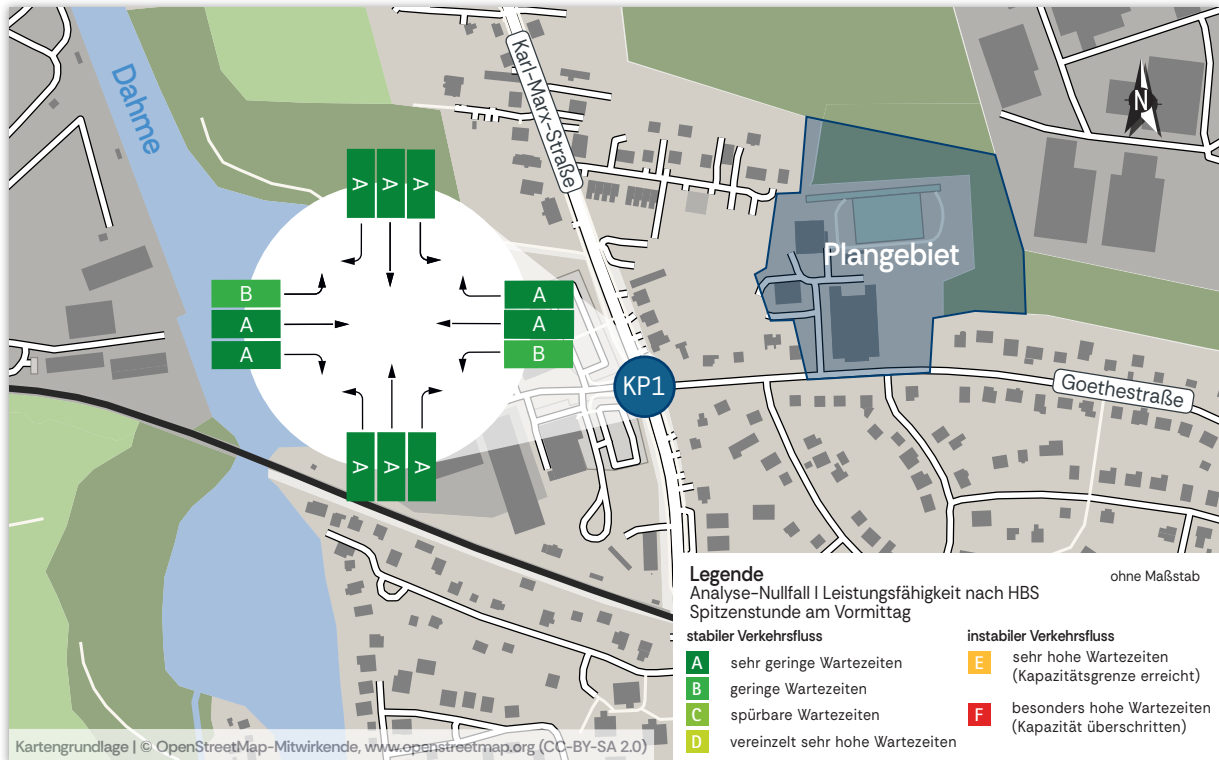 Dahme
Karl-Marx-Straße
N
A A A
Plangebiet
B
A
A
A
A
B
KP1
Goethestraße
A A A
Legende
ohne Maßstab
Analyse-Nullfall I Leistungsfähigkeit nach HBS
Spitzenstunde am Vormittag
stabiler Verkehrsfluss
A sehr geringe Wartezeiten
B geringe Wartezeiten
C spürbare Wartezeiten
D vereinzelt sehr hohe Wartezeiten
instabiler Verkehrsfluss
E sehr hohe Wartezeiten
(Kapazitätsgrenze erreicht)
F besonders hohe Wartezeiten
(Kapazität überschritten)
Kartengrundlage | © OpenStreetMap-Mitwirkende, www.openstreetmap.org (CC-BY-SA 2.0)